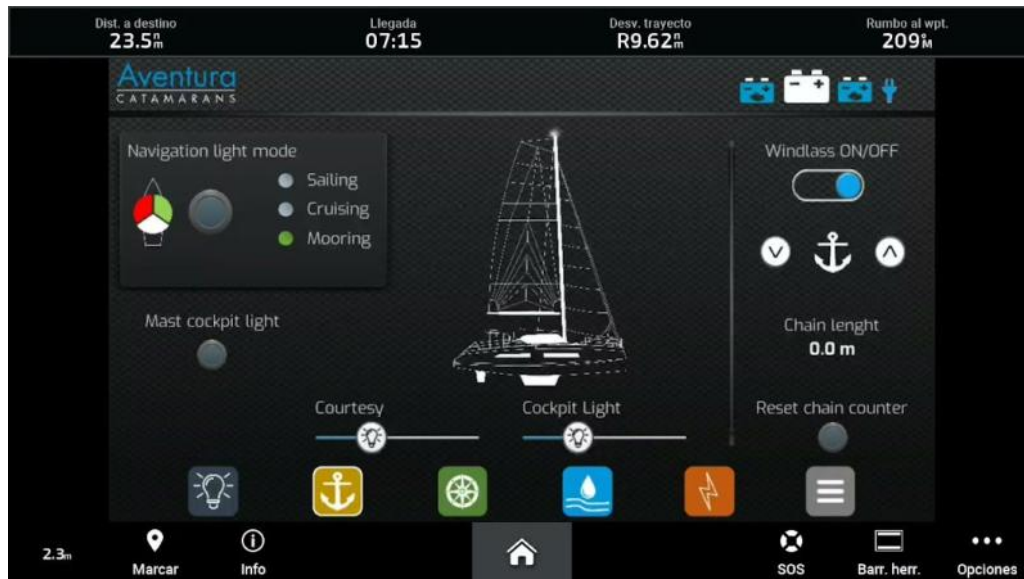 Dist. a destino
23.5nm
Llegada
07:15
Desv. trayecto
R9.62nm
Rumbo al wpt.
209°M
Aventura
CATAMARANS
Navigation light mode
Sailing
Cruising
Mooring
Windlass ON/OFF
Mast cockpit light
Chain lenght
0.0 m
Courtesy
Cockpit Light
Reset chain counter
2.3m
Marcar
Info
SOS
Barr. herr.
Opciones